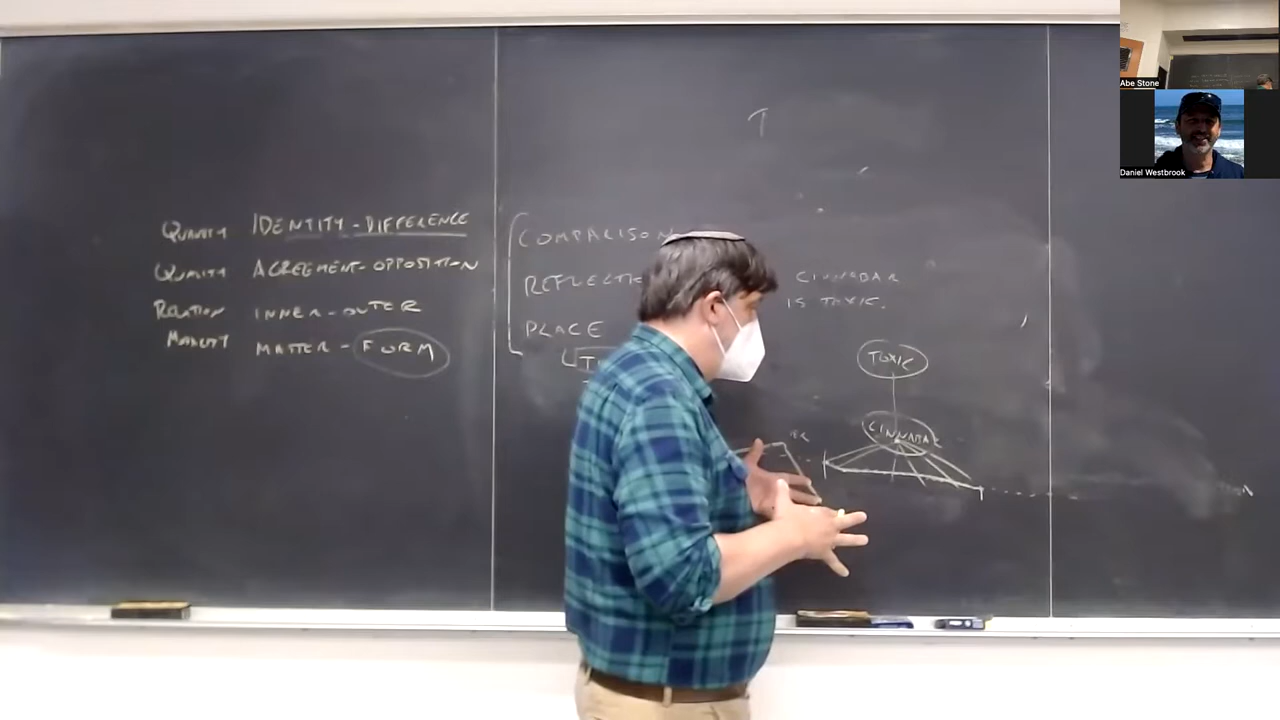 Abe Stone
Daniel Westbrook
T
QUANTITY IDENTITY-DIFFERENCE
QUALITY AGREEMENT-OPPOSITION
RELATION INNER-OUTER
MODALITY MATTER-FORM
COMPARISON
REFLECTIO
PLACE
CINNABAR
IS TOXIC.
TOXIC
CINNABAR